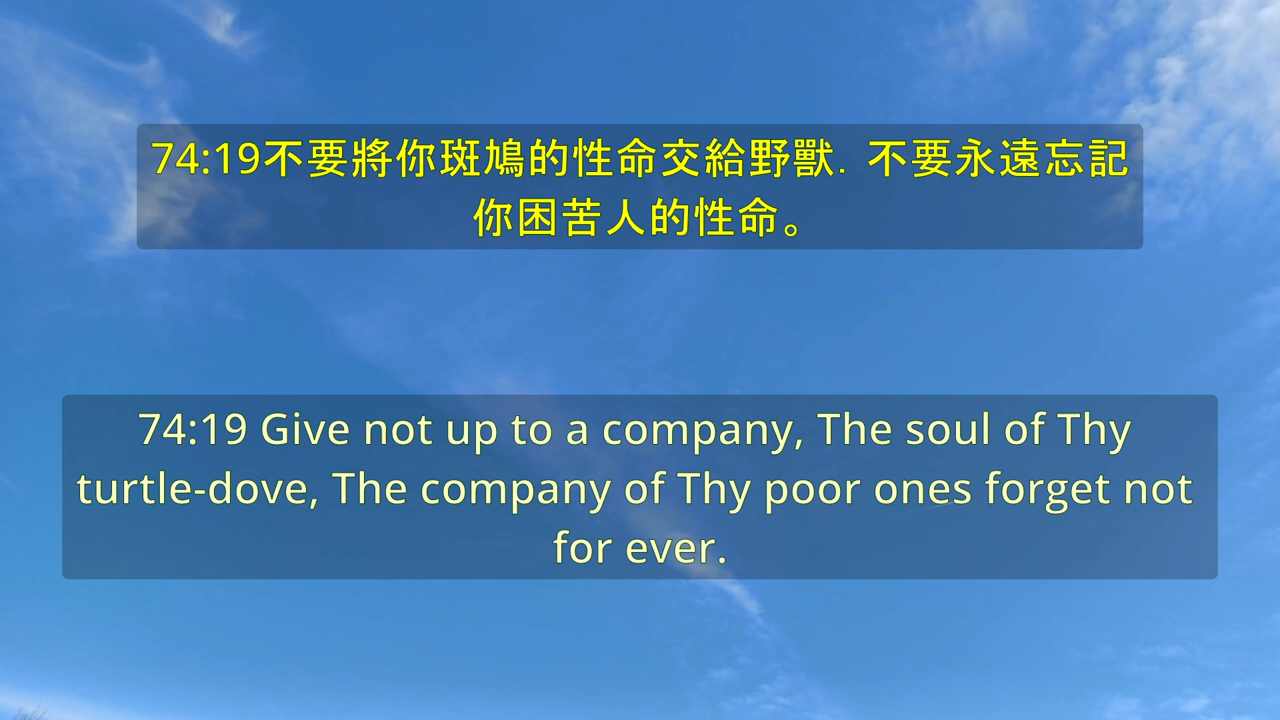 74:19不要將你斑鳩的性命交給野獸．不要永遠忘記
你困苦人的性命。
74:19 Give not up to a company, The soul of Thy
turtle-dove, The company of Thy poor ones forget not
for ever.